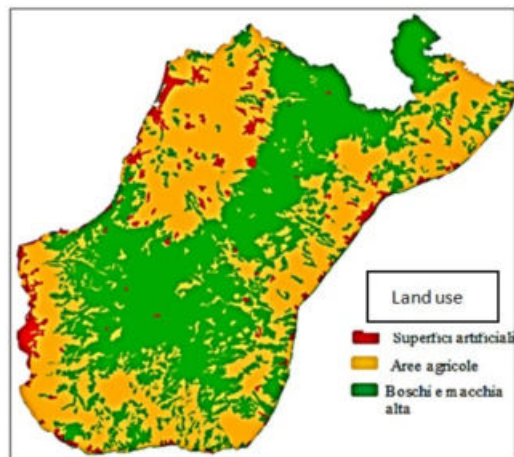 Land use
Superfici artificiali
Aree agricole
Boschi e macchia
alta